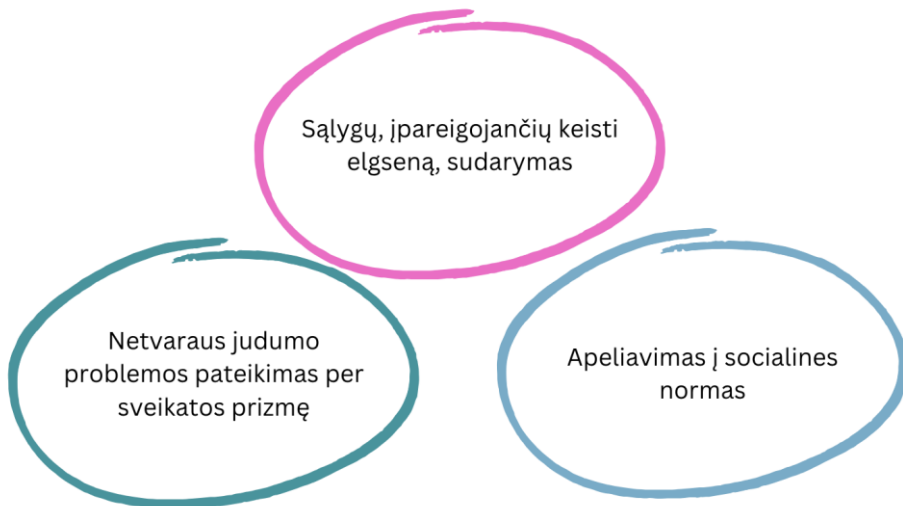 Sąlygų, įpareigojančių keisti
elgseną, sudarymas
Netvaraus judumo
problemos pateikimas per
sveikatos prizmę
Apeliavimas į socialines
normas